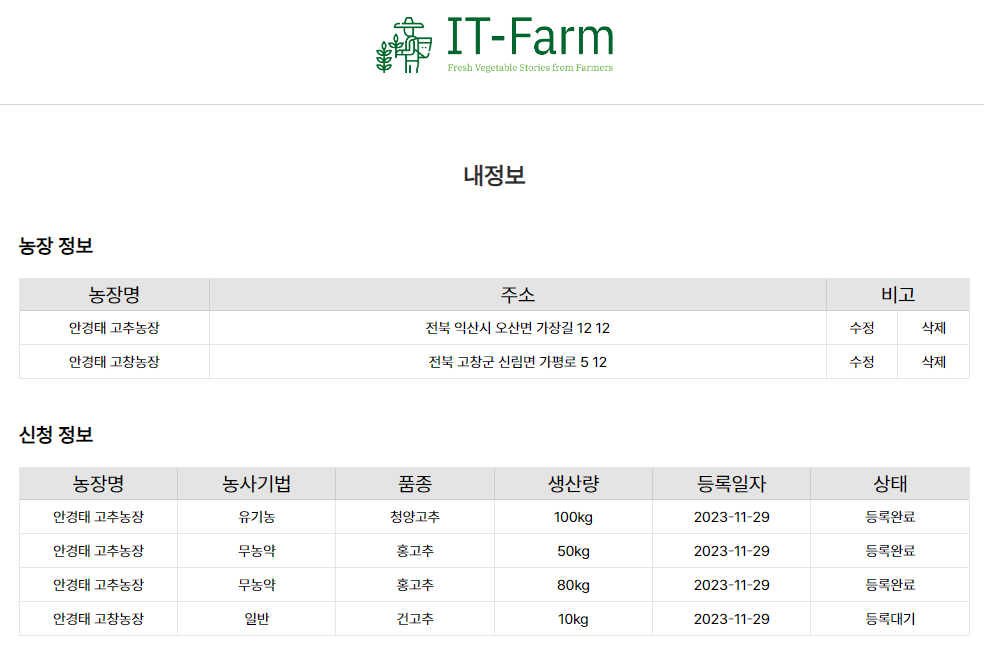 IT-Farm
Fresh Vegetable Stories from Farmers
내정보
농장 정보
농장명 주소 비고
안경태 고추농장 전북 익산시 오산면 가장길 12 12 수정 삭제
안경태 고창농장 전북 고창군 신림면 가평로 5 12 수정 삭제
신청 정보
농장명 농사기법 품종 생산량 등록일자 상태
안경태 고추농장 유기농 청양고추 100kg 2023-11-29 등록완료
안경태 고추농장 무농약 홍고추 50kg 2023-11-29 등록완료
안경태 고추농장 무농약 홍고추 80kg 2023-11-29 등록완료
안경태 고창농장 일반 건고추 10kg 2023-11-29 등록대기